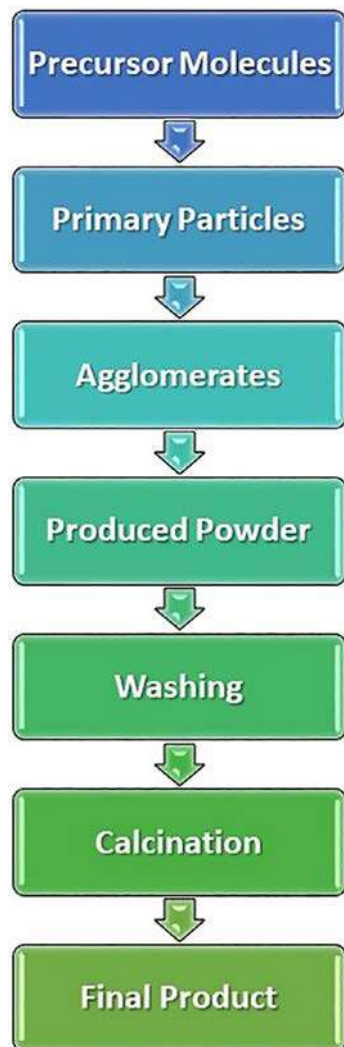 Precursor Molecules
Primary Particles
Agglomerates
Produced Powder
Washing
Calcination
Final Product